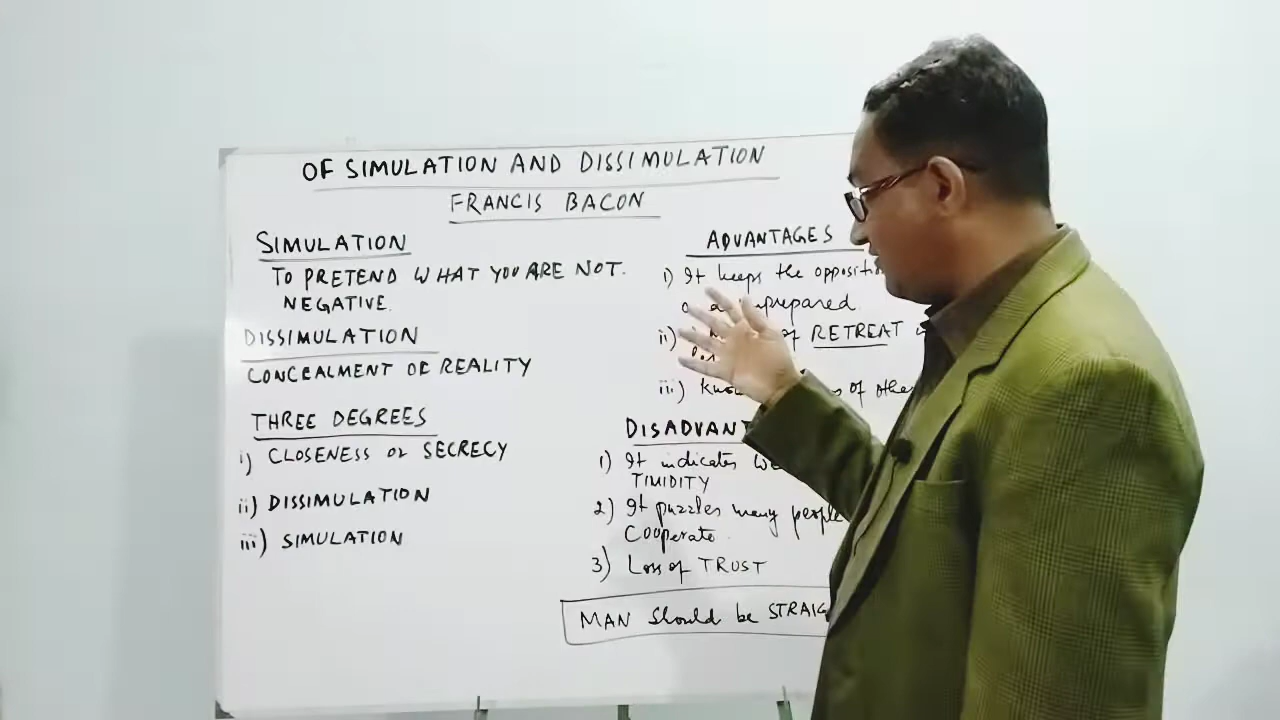 OF SIMULATION AND DISSIMULATION
FRANCIS BACON
SIMULATION
TO PRETEND WHAT YOU ARE NOT.
NEGATIVE.
DISSIMULATION
CONCEALMENT OF REALITY
THREE DEGREES
i) CLOSENESS or SECRECY
ii) DISSIMULATION
iii) SIMULATION
ADVANTAGES
i) It keeps the
prepared.
ii) of RETREAT
iii) of
1) It indicates
TIMIDITY
2) It puzzles many people
Cooperate.
3) Loss of TRUST
MAN Should be